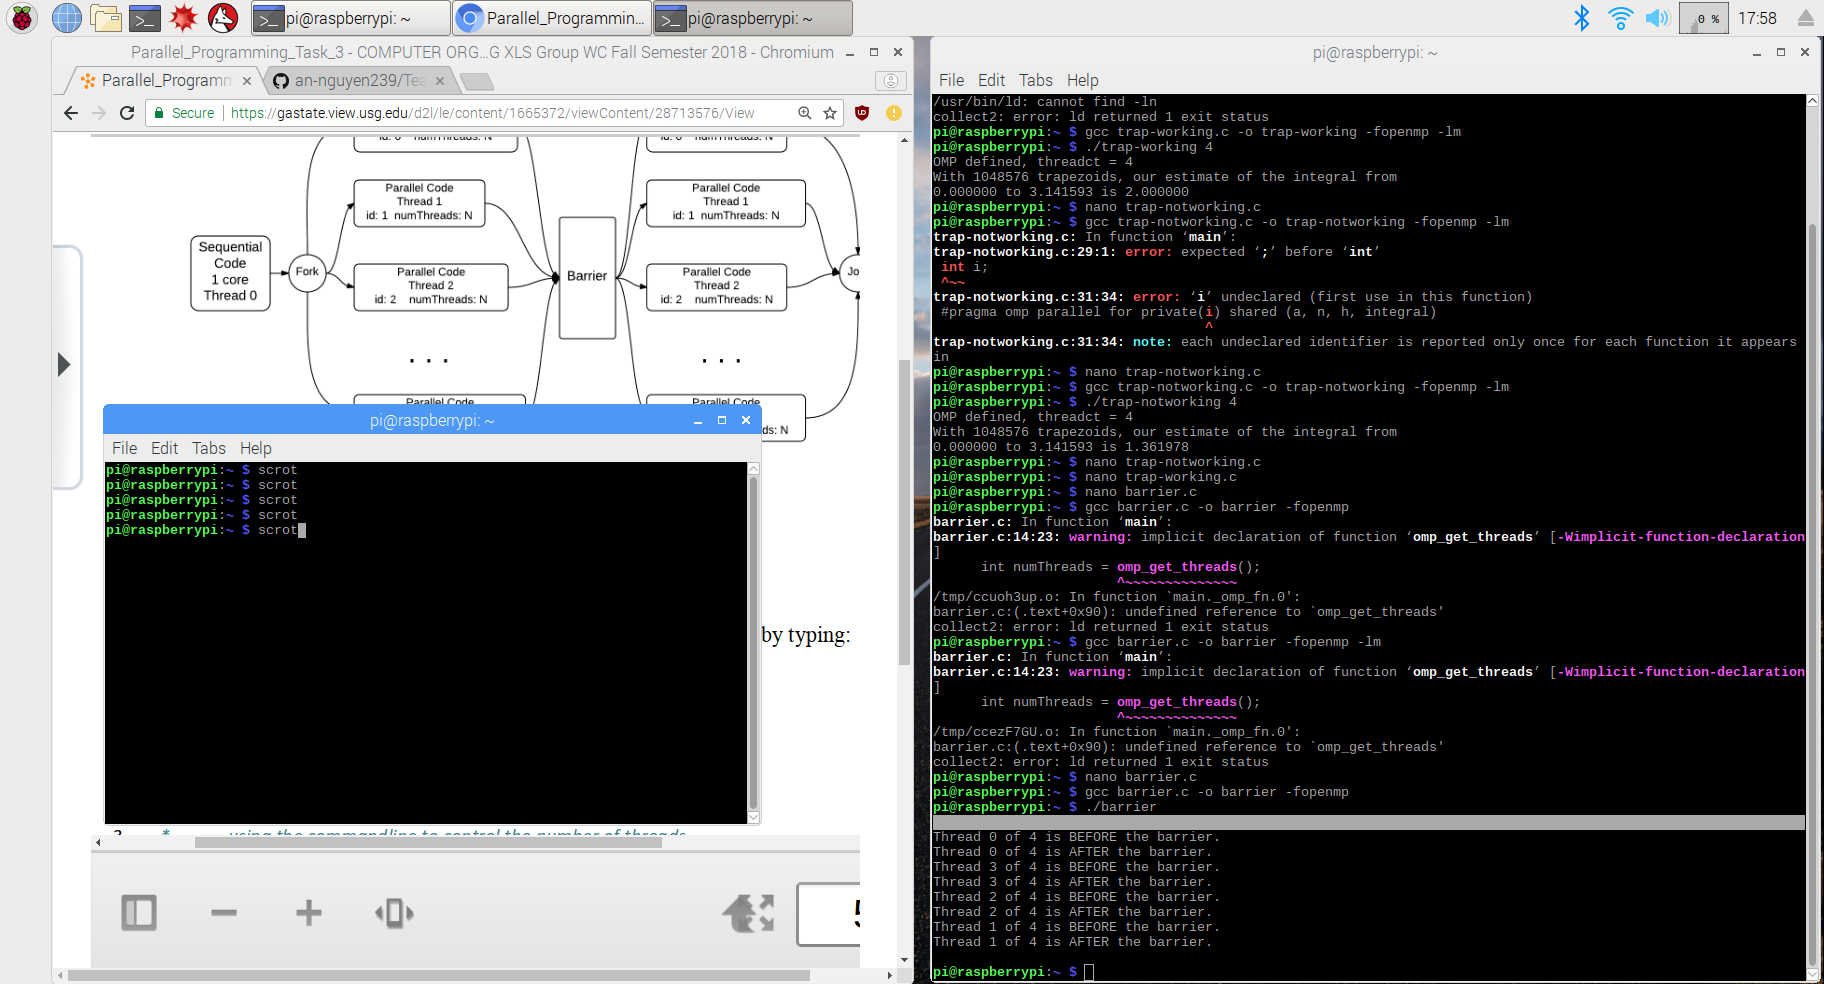 pi@raspberrypi: ~
Parallel_Programmin...
pi@raspberrypi: ~
0 %
17:58
Parallel_Programming_Task_3 - COMPUTER ORG...G XLS Group WC Fall Semester 2018 - Chromium
Parallel_Programm
an-nguyen239/Tea
Secure
https://gastate.view.usg.edu/d2l/le/content/1665372/viewContent/28713576/View
id: 0 numThreads: N
id: 0 numThreads: N
Parallel Code
Thread 1
id: 1 numThreads: N
Parallel Code
Thread 1
id: 1 numThreads: N
Sequential
Code
1 core
Thread 0
Fork
Barrier
Jo
Parallel Code
Thread 2
id: 2 numThreads: N
Parallel Code
Thread 2
id: 2 numThreads: N
. . .
. . .
Parallel Code
Parallel Code
ds: N
pi@raspberrypi: ~
File Edit Tabs Help
pi@raspberrypi:~ $ scrot
pi@raspberrypi:~ $ scrot
pi@raspberrypi:~ $ scrot
pi@raspberrypi:~ $ scrot
pi@raspberrypi:~ $ scrot
by typing:
3 * using the commandline to control the number of threads
5
pi@raspberrypi: ~
File Edit Tabs Help
/usr/bin/ld: cannot find -ln
collect2: error: ld returned 1 exit status
pi@raspberrypi:~ $ gcc trap-working.c -o trap-working -fopenmp -lm
pi@raspberrypi:~ $ ./trap-working 4
OMP defined, threadct = 4
With 1048576 trapezoids, our estimate of the integral from
0.000000 to 3.141593 is 2.000000
pi@raspberrypi:~ $ nano trap-notworking.c
pi@raspberrypi:~ $ gcc trap-notworking.c -o trap-notworking -fopenmp -lm
trap-notworking.c: In function ‘main’:
trap-notworking.c:29:1: error: expected ‘;’ before ‘int’
int i;
^~~
trap-notworking.c:31:34: error: ‘i’ undeclared (first use in this function)
#pragma omp parallel for private(i) shared (a, n, h, integral)
^
trap-notworking.c:31:34: note: each undeclared identifier is reported only once for each function it appears
in
pi@raspberrypi:~ $ nano trap-notworking.c
pi@raspberrypi:~ $ gcc trap-notworking.c -o trap-notworking -fopenmp -lm
pi@raspberrypi:~ $ ./trap-notworking 4
OMP defined, threadct = 4
With 1048576 trapezoids, our estimate of the integral from
0.000000 to 3.141593 is 1.361978
pi@raspberrypi:~ $ nano trap-notworking.c
pi@raspberrypi:~ $ nano trap-working.c
pi@raspberrypi:~ $ nano barrier.c
pi@raspberrypi:~ $ gcc barrier.c -o barrier -fopenmp
barrier.c: In function ‘main’:
barrier.c:14:23: warning: implicit declaration of function ‘omp_get_threads’ [-Wimplicit-function-declaration
]
int numThreads = omp_get_threads();
^~~~~~~~~~~~~~~
/tmp/ccuoh3up.o: In function `main._omp_fn.0':
barrier.c:(.text+0x90): undefined reference to `omp_get_threads'
collect2: error: ld returned 1 exit status
pi@raspberrypi:~ $ gcc barrier.c -o barrier -fopenmp -lm
barrier.c: In function ‘main’:
barrier.c:14:23: warning: implicit declaration of function ‘omp_get_threads’ [-Wimplicit-function-declaration
]
int numThreads = omp_get_threads();
^~~~~~~~~~~~~~~
/tmp/ccezF7GU.o: In function `main._omp_fn.0':
barrier.c:(.text+0x90): undefined reference to `omp_get_threads'
collect2: error: ld returned 1 exit status
pi@raspberrypi:~ $ nano barrier.c
pi@raspberrypi:~ $ gcc barrier.c -o barrier -fopenmp
pi@raspberrypi:~ $ ./barrier
Thread 0 of 4 is BEFORE the barrier.
Thread 0 of 4 is AFTER the barrier.
Thread 3 of 4 is BEFORE the barrier.
Thread 3 of 4 is AFTER the barrier.
Thread 2 of 4 is BEFORE the barrier.
Thread 2 of 4 is AFTER the barrier.
Thread 1 of 4 is BEFORE the barrier.
Thread 1 of 4 is AFTER the barrier.
pi@raspberrypi:~ $